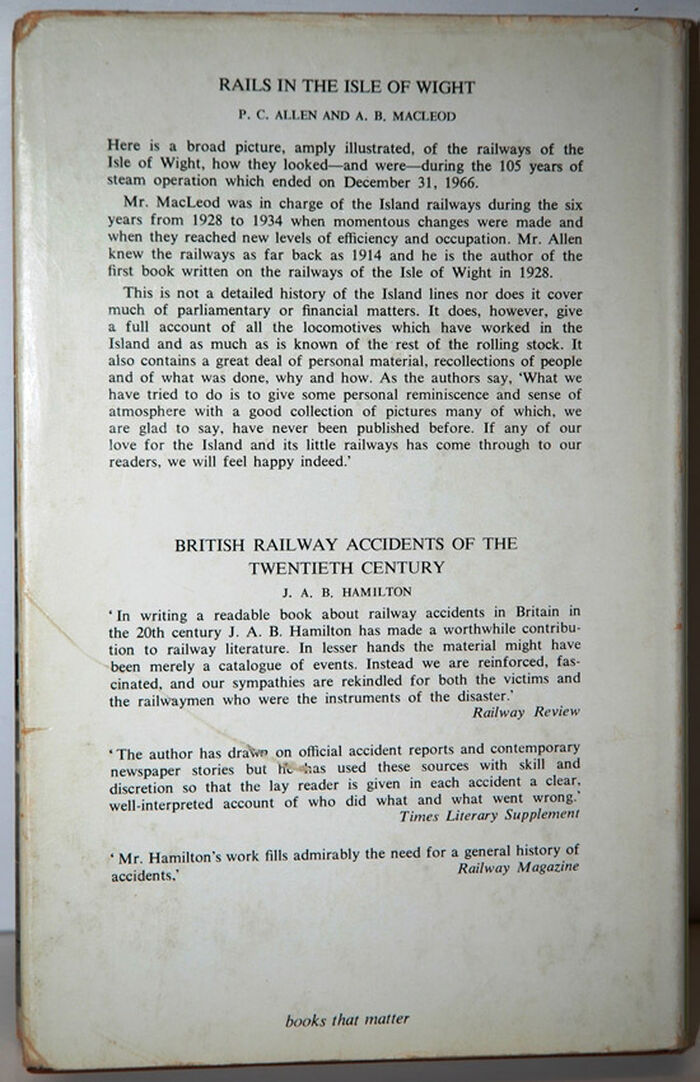 RAILS IN THE ISLE OF WIGHT
P. C. ALLEN AND A. B. MACLEOD
Here is a broad picture, amply illustrated, of the railways of the
Isle of Wight, how they looked—and were—during the 105 years of
steam operation which ended on December 31, 1966.
Mr. MacLeod was in charge of the Island railways during the six
years from 1928 to 1934 when momentous changes were made and
when they reached new levels of efficiency and occupation. Mr. Allen
knew the railways as far back as 1914 and he is the author of the
first book written on the railways of the Isle of Wight in 1928.
This is not a detailed history of the Island lines nor does it cover
much of parliamentary or financial matters. It does, however, give
a full account of all the locomotives which have worked in the
Island and as much as is known of the rest of the rolling stock. It
also contains a great deal of personal material, recollections of people
and of what was done, why and how. As the authors say, 'What we
have tried to do is to give some personal reminiscence and sense of
atmosphere with a good collection of pictures many of which, we
are glad to say, have never been published before. If any of our
love for the Island and its little railways has come through to our
readers, we will feel happy indeed.'
BRITISH RAILWAY ACCIDENTS OF THE
TWENTIETH CENTURY
J. A. B. HAMILTON
'In writing a readable book about railway accidents in Britain in
the 20th century J. A. B. Hamilton has made a worthwhile contribu-
tion to railway literature. In lesser hands the material might have
been merely a catalogue of events. Instead we are reinforced, fas-
cinated, and our sympathies are rekindled for both the victims and
the railwaymen who were the instruments of the disaster.'
Railway Review
'The author has drawn on official accident reports and contemporary
newspaper stories but he has used these sources with skill and
discretion so that the lay reader is given in each accident a clear,
well-interpreted account of who did what and what went wrong.'
Times Literary Supplement
'Mr. Hamilton's work fills admirably the need for a general history of
accidents.' Railway Magazine
books that matter